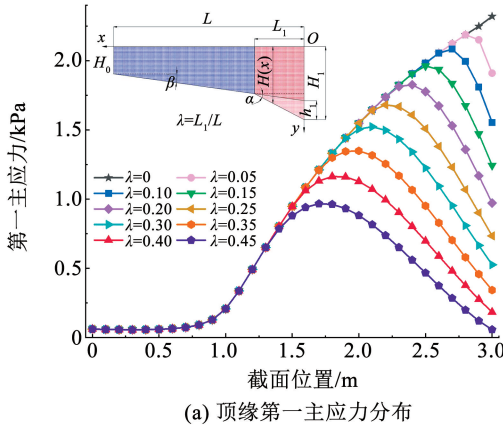 L
x
L₁
O
H₀
β
H(x)
H₁
α
h₁
y
λ=L₁/L
第一主应力/kPa
2.0
1.5
1.0
0.5
0
λ=0
λ=0.05
λ=0.10
λ=0.15
λ=0.20
λ=0.25
λ=0.30
λ=0.35
λ=0.40
λ=0.45
0
0.5
1.0
1.5
2.0
2.5
3.0
截面位置/m
(a) 顶缘第一主应力分布